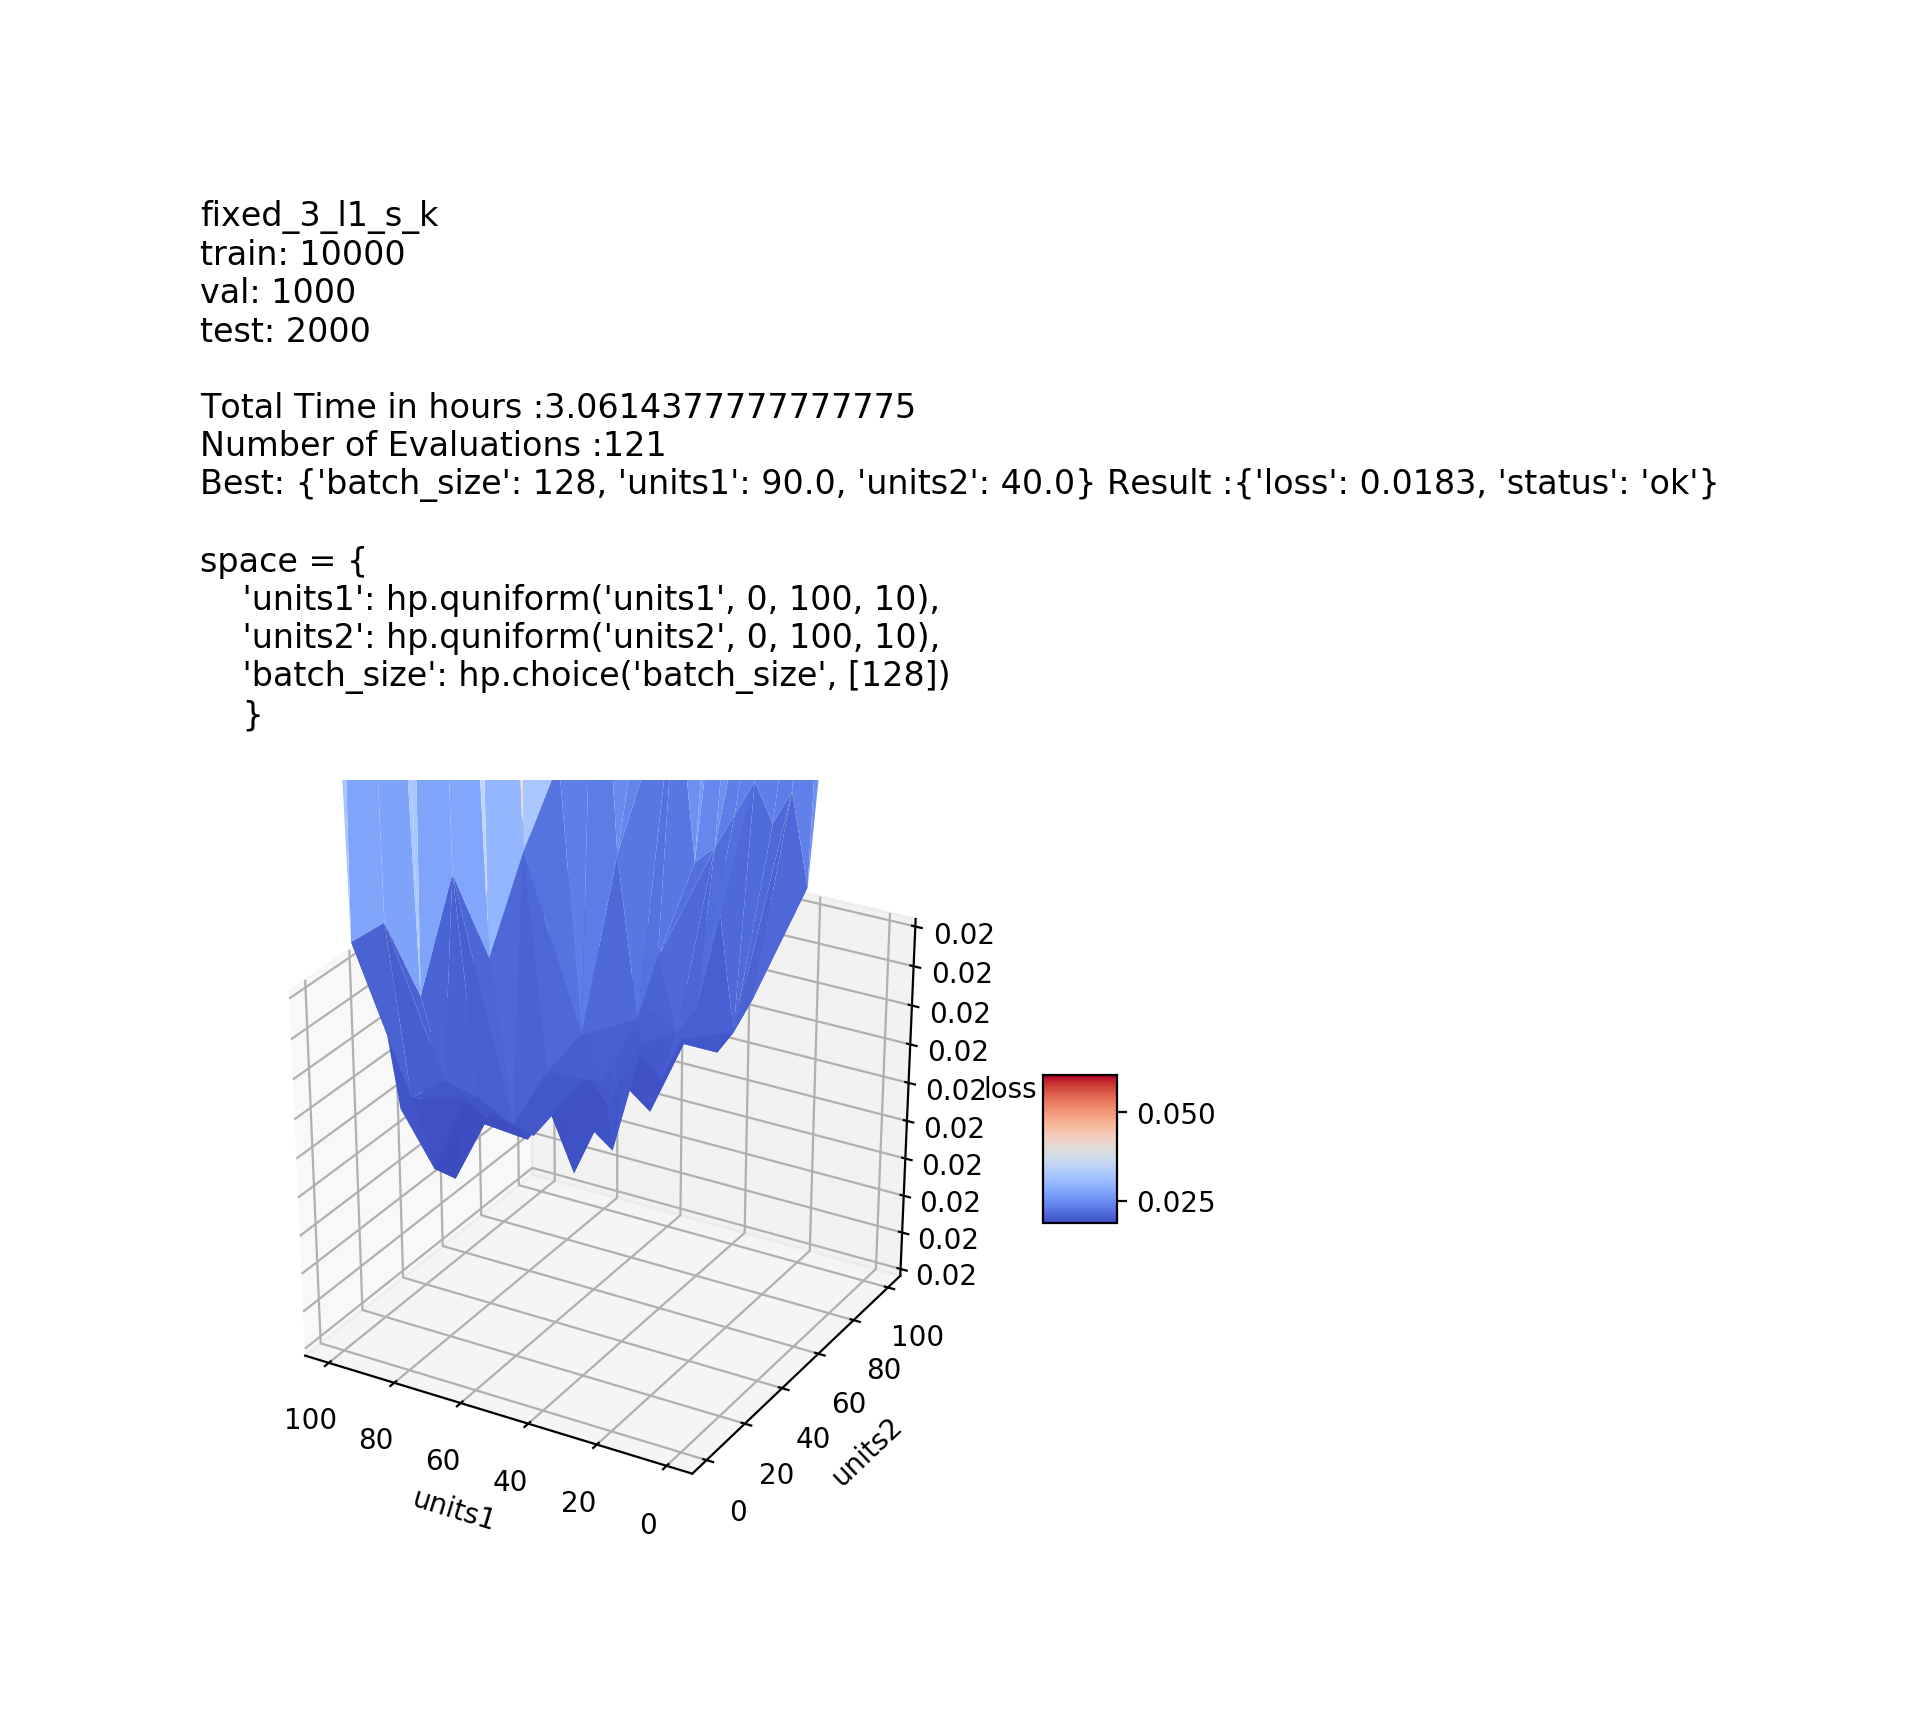 fixed_3_l1_s_k
train: 10000
val: 1000
test: 2000
Total Time in hours :3.0614377777777775
Number of Evaluations :121
Best: {'batch_size': 128, 'units1': 90.0, 'units2': 40.0} Result :{'loss': 0.0183, 'status': 'ok'}
space = {
'units1': hp.quniform('units1', 0, 100, 10),
'units2': hp.quniform('units2', 0, 100, 10),
'batch_size': hp.choice('batch_size', [128])
}
0.02
0.02
0.02
0.02
0.02
0.02
0.02
0.02
0.02
0.02
loss
0.050
0.025
100
80
60
40
20
0
units2
100
80
60
40
20
0
units1